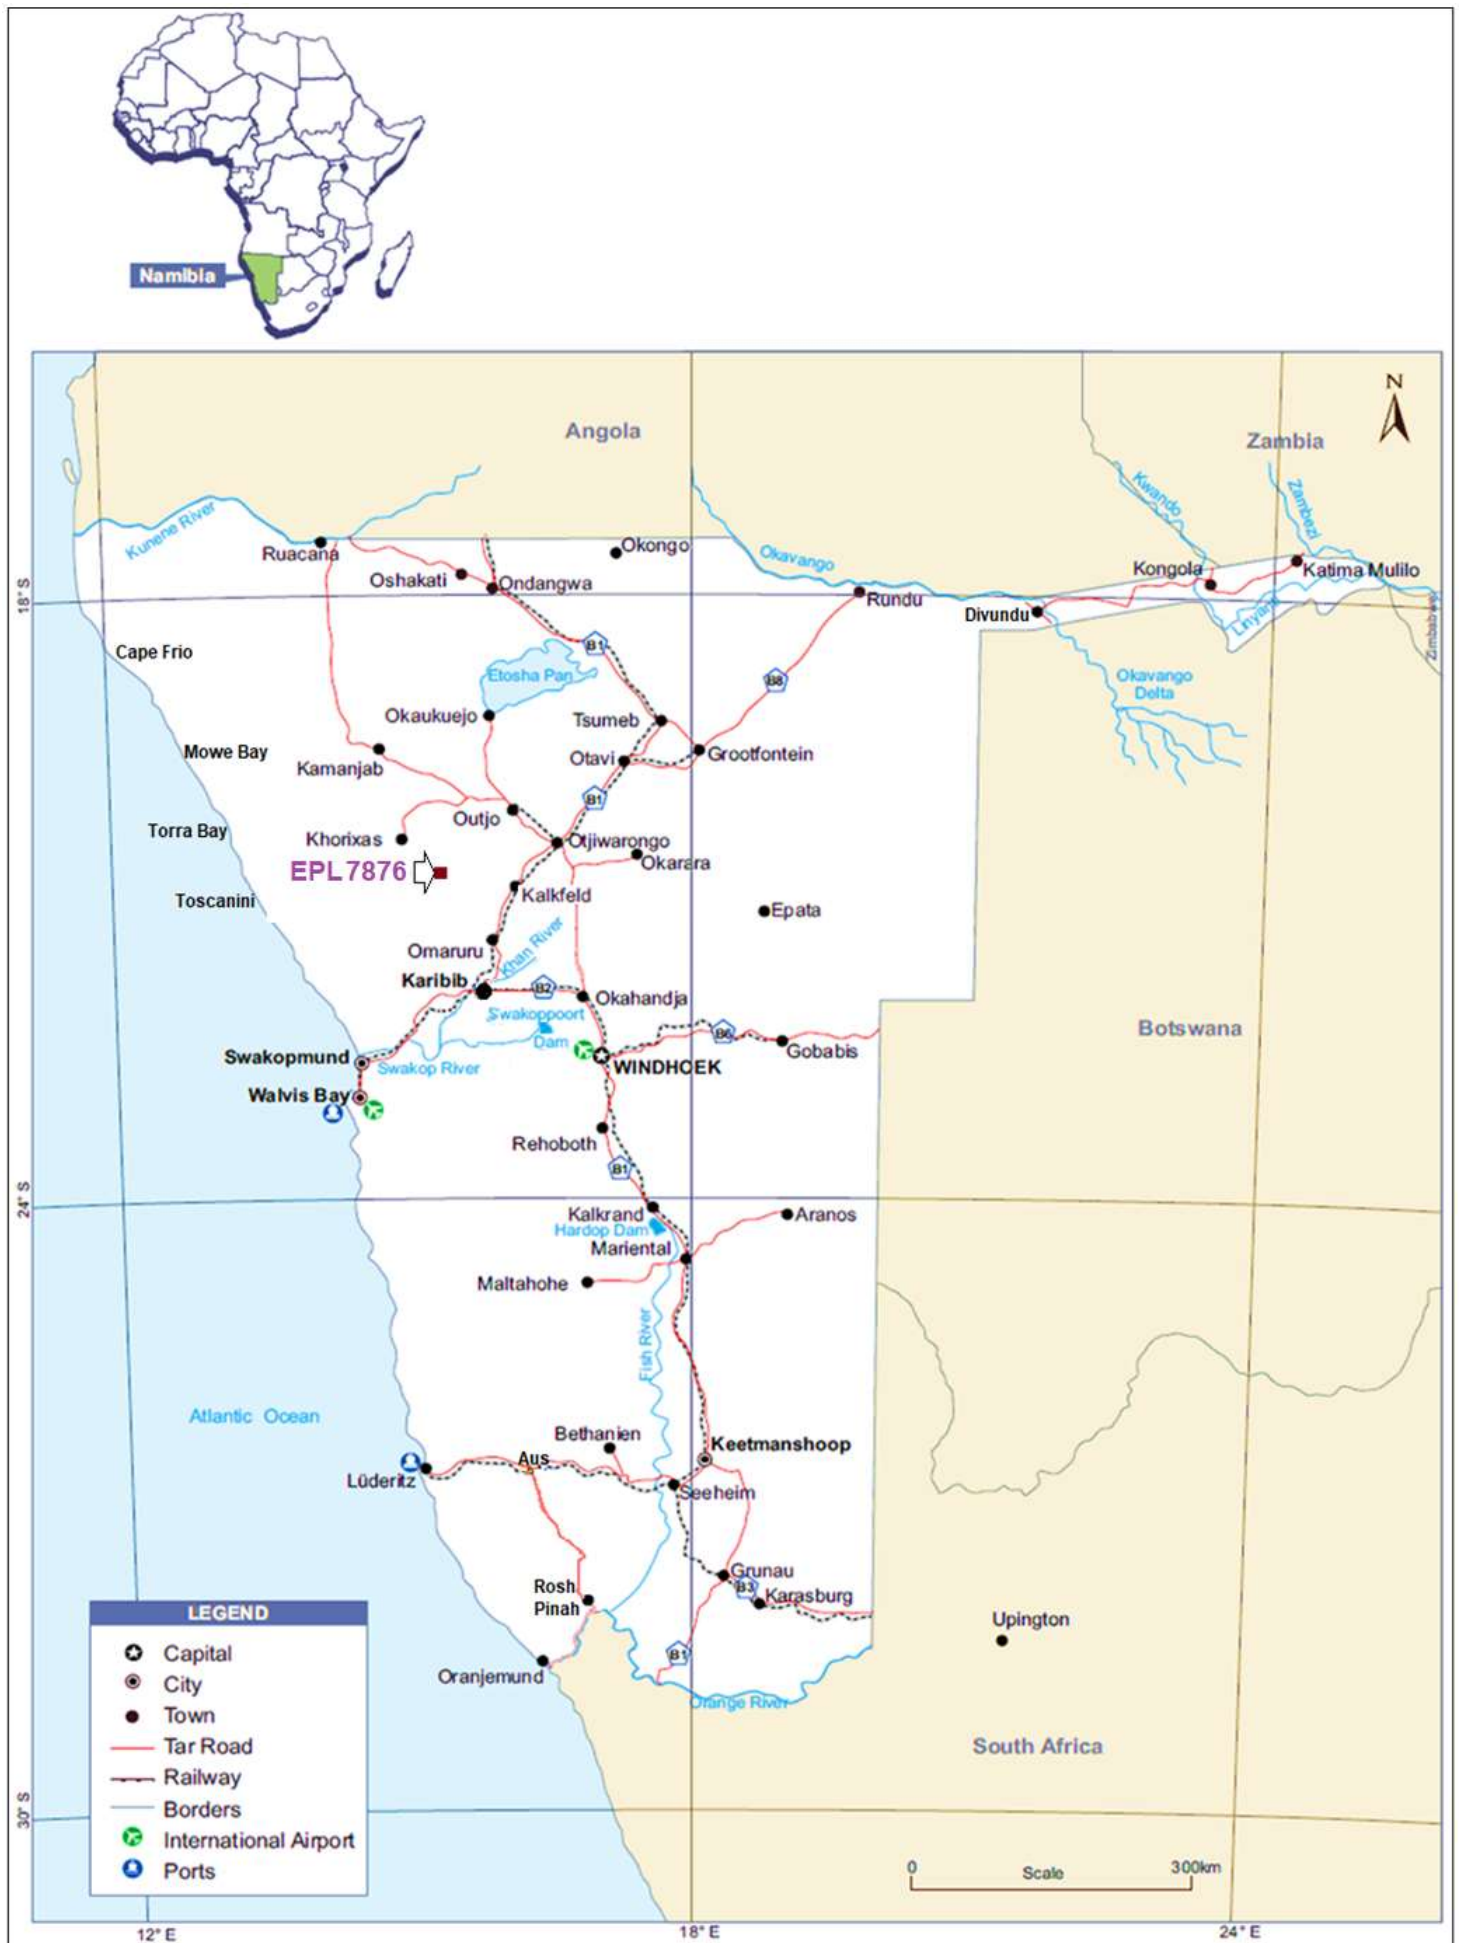 Namibia
N
Angola
Zambia
Kunene River
Kwando
Zambezi
Ruacana
Okongo
Okavango
Oshakati
Ondangwa
Kongola
Katima Mulilo
18° S
Rundu
Divundu
Linyanti
Zimbabwe
Cape Frio
B1
Etosha Pan
B8
Okavango
Delta
Okaukuejo
Tsumeb
Mowe Bay
Otavi
Grootfontein
Kamanjab
B1
Outjo
Torra Bay
Khorixas
Otjiwarongo
Okarara
EPL7876
Kalkfeld
Toscanini
Epata
Omaruru
Khan River
Karibib
B2
Okahandja
Swakoppoort
Dam
B6
Botswana
Gobabis
Swakopmund
Swakop River
WINDHOEK
Walvis Bay
Rehoboth
B1
24° S
Kalkrand
Aranos
Hardop Dam
Mariental
Maltahohe
Fish River
Atlantic Ocean
Bethanien
Keetmanshoop
Aus
Lüderitz
Seeheim
Grunau
B3
Karasburg
Rosh
Pinah
Upington
B1
Oranjemund
Orange River
South Africa
LEGEND
Capital
City
Town
Tar Road
Railway
Borders
International Airport
Ports
30° S
0 Scale 300km
12° E
18° E
24° E